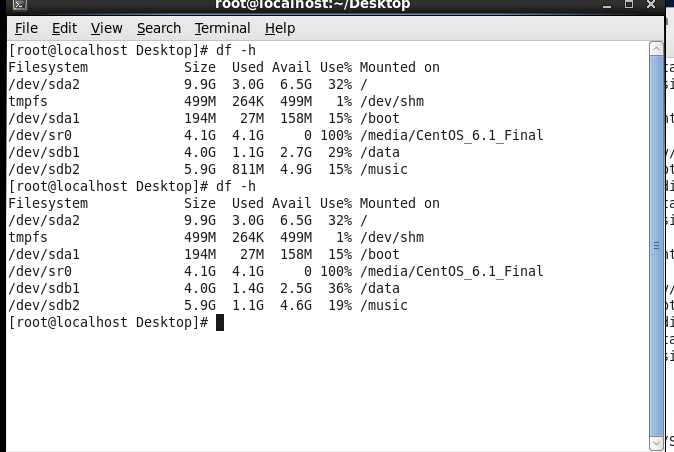 root@localhost:~/Desktop
File Edit View Search Terminal Help
[root@localhost Desktop]# df -h
Filesystem            Size  Used Avail Use% Mounted on
/dev/sda2             9.9G  3.0G  6.5G  32% /
tmpfs                 499M  264K  499M   1% /dev/shm
/dev/sda1             194M   27M  158M  15% /boot
/dev/sr0              4.1G  4.1G     0 100% /media/CentOS_6.1_Final
/dev/sdb1             4.0G  1.1G  2.7G  29% /data
/dev/sdb2             5.9G  811M  4.9G  15% /music
[root@localhost Desktop]# df -h
Filesystem            Size  Used Avail Use% Mounted on
/dev/sda2             9.9G  3.0G  6.5G  32% /
tmpfs                 499M  264K  499M   1% /dev/shm
/dev/sda1             194M   27M  158M  15% /boot
/dev/sr0              4.1G  4.1G     0 100% /media/CentOS_6.1_Final
/dev/sdb1             4.0G  1.4G  2.5G  36% /data
/dev/sdb2             5.9G  1.1G  4.6G  19% /music
[root@localhost Desktop]#